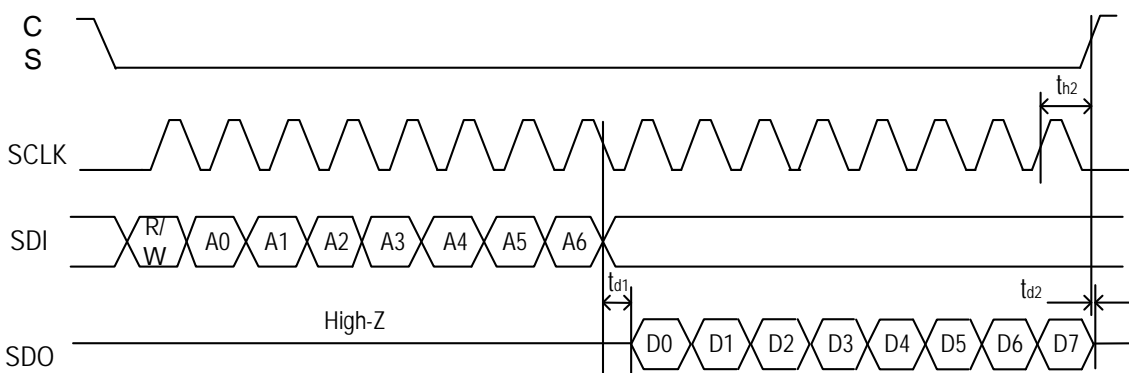 C
S
th2
SCLK
R/
W
A0 A1 A2 A3 A4 A5 A6
SDI
td1
td2
High-Z
D0 D1 D2 D3 D4 D5 D6 D7
SDO